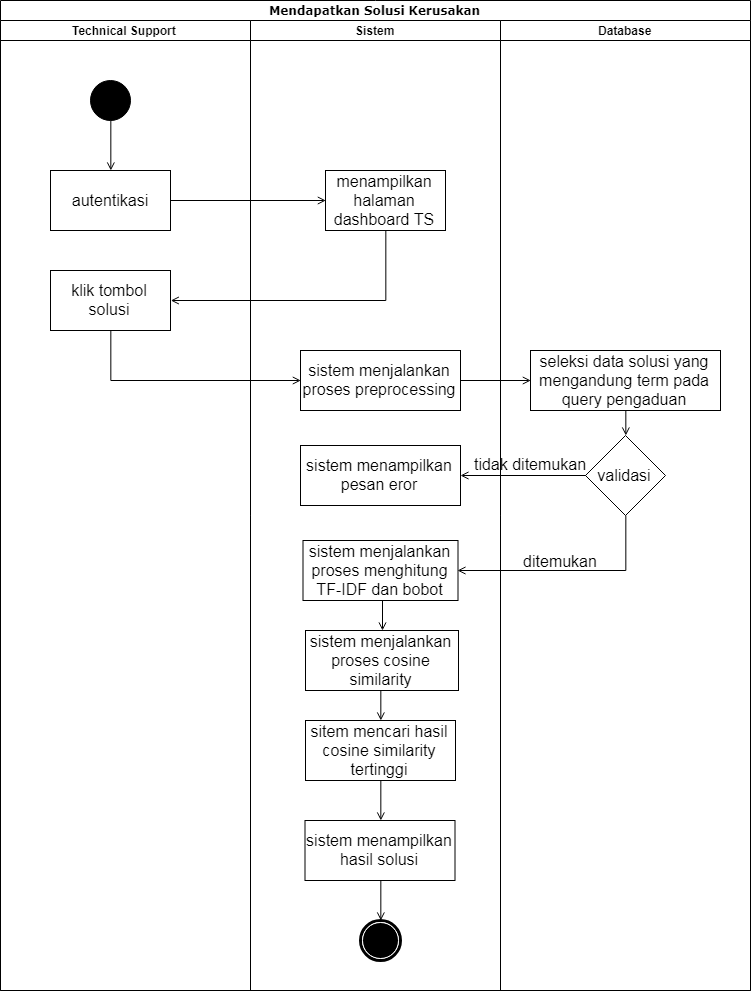 Mendapatkan Solusi Kerusakan
Technical Support
Sistem
Database
autentikasi
menampilkan
halaman
dashboard TS
klik tombol
solusi
sistem menjalankan
proses preprocessing
seleksi data solusi yang
mengandung term pada
query pengaduan
sistem menampilkan
pesan eror
tidak ditemukan
validasi
ditemukan
sistem menjalankan
proses menghitung
TF-IDF dan bobot
sistem menjalankan
proses cosine
similarity
sitem mencari hasil
cosine similarity
tertinggi
sistem menampilkan
hasil solusi